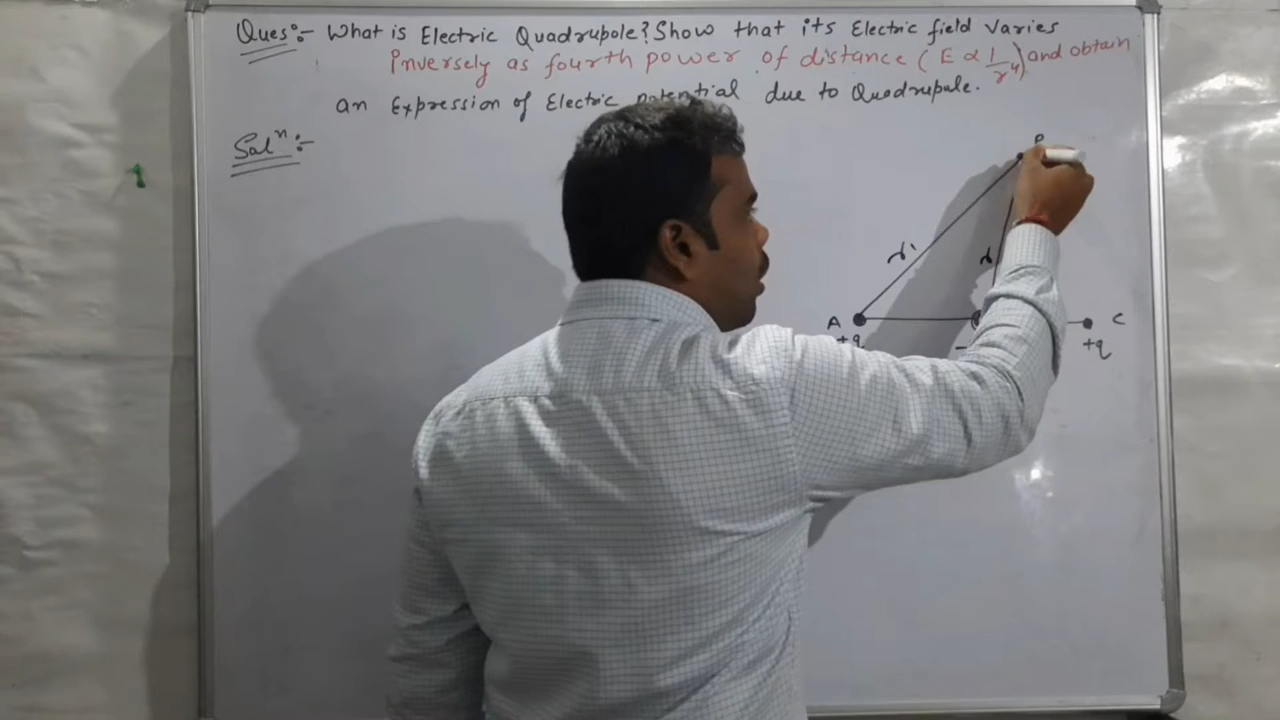 Ques:- What is Electric Quadrupole? Show that its Electric field varies
Inversely as fourth power of distance (E ∝ 1/r⁴) and obtain
an Expression of Electric potential due to Quadrupole.
Solⁿ:-
P
r' r
A C
+q - +q